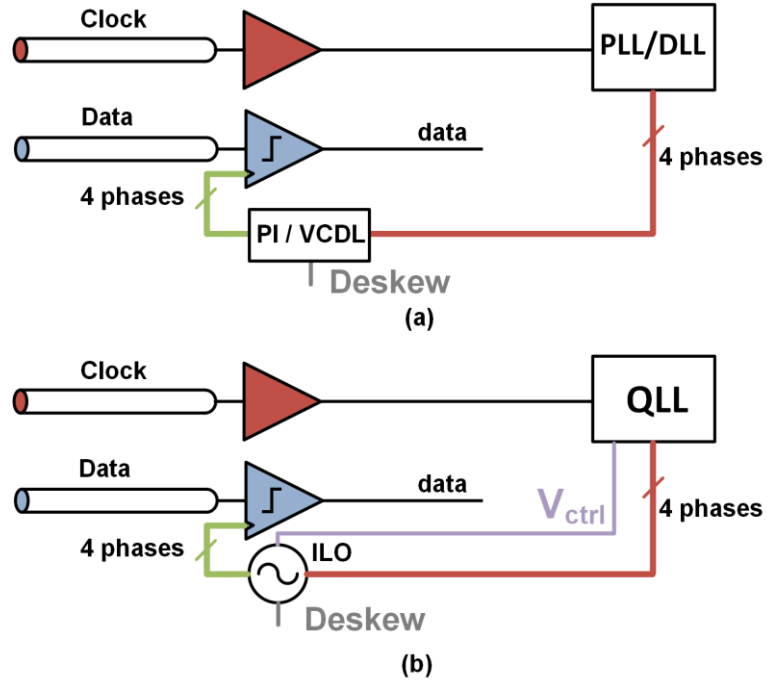 Clock
PLL/DLL
Data
data
4 phases
4 phases
PI / VCDL
Deskew
(a)
Clock
QLL
Data
data
Vctrl
4 phases
4 phases
ILO
Deskew
(b)